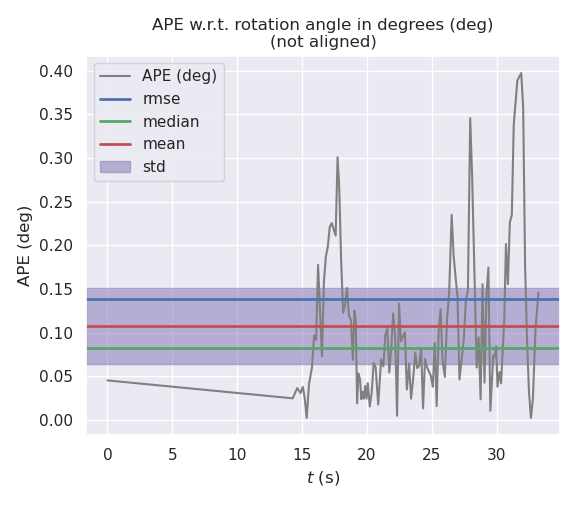 APE w.r.t. rotation angle in degrees (deg)
(not aligned)
APE (deg)
rmse
median
mean
std
APE (deg)
0.40
0.35
0.30
0.25
0.20
0.15
0.10
0.05
0.00
0 5 10 15 20 25 30
t (s)